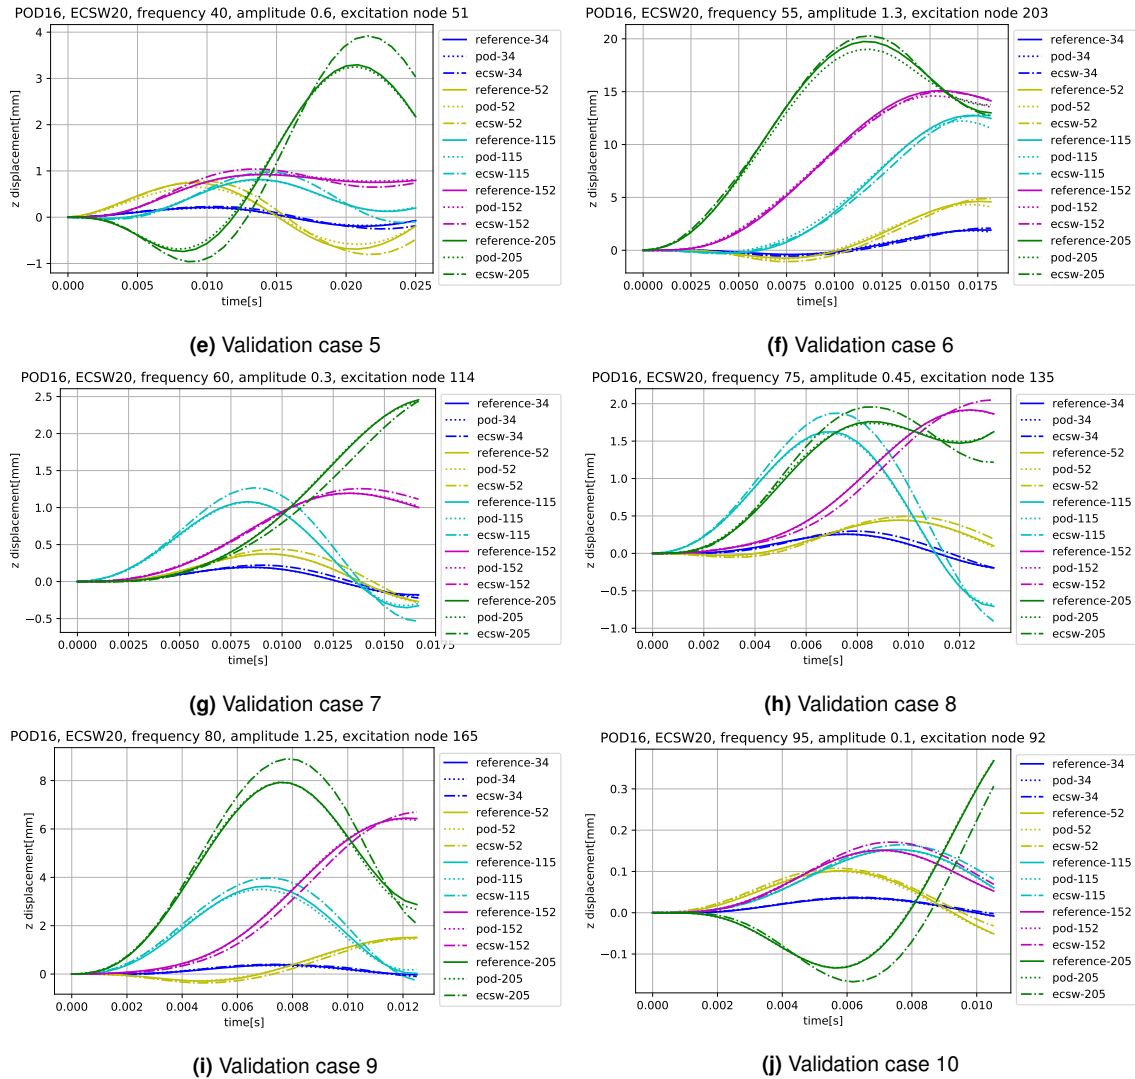 POD16, ECSW20, frequency 40, amplitude 0.6, excitation node 51
4
3
2
1
0
−1
z displacement[mm]
0.000 0.005 0.010 0.015 0.020 0.025
time[s]
reference-34
pod-34
ecsw-34
reference-52
pod-52
ecsw-52
reference-115
pod-115
ecsw-115
reference-152
pod-152
ecsw-152
reference-205
pod-205
ecsw-205
(e) Validation case 5
POD16, ECSW20, frequency 55, amplitude 1.3, excitation node 203
20
15
10
5
0
z displacement[mm]
0.0000 0.0025 0.0050 0.0075 0.0100 0.0125 0.0150 0.0175
time[s]
reference-34
pod-34
ecsw-34
reference-52
pod-52
ecsw-52
reference-115
pod-115
ecsw-115
reference-152
pod-152
ecsw-152
reference-205
pod-205
ecsw-205
(f) Validation case 6
POD16, ECSW20, frequency 60, amplitude 0.3, excitation node 114
2.5
2.0
1.5
1.0
0.5
0.0
−0.5
z displacement[mm]
0.0000 0.0025 0.0050 0.0075 0.0100 0.0125 0.0150 0.0175
time[s]
reference-34
pod-34
ecsw-34
reference-52
pod-52
ecsw-52
reference-115
pod-115
ecsw-115
reference-152
pod-152
ecsw-152
reference-205
pod-205
ecsw-205
(g) Validation case 7
POD16, ECSW20, frequency 75, amplitude 0.45, excitation node 135
2.0
1.5
1.0
0.5
0.0
−0.5
−1.0
z displacement[mm]
0.000 0.002 0.004 0.006 0.008 0.010 0.012
time[s]
reference-34
pod-34
ecsw-34
reference-52
pod-52
ecsw-52
reference-115
pod-115
ecsw-115
reference-152
pod-152
ecsw-152
reference-205
pod-205
ecsw-205
(h) Validation case 8
POD16, ECSW20, frequency 80, amplitude 1.25, excitation node 165
8
6
4
2
0
z displacement[mm]
0.000 0.002 0.004 0.006 0.008 0.010 0.012
time[s]
reference-34
pod-34
ecsw-34
reference-52
pod-52
ecsw-52
reference-115
pod-115
ecsw-115
reference-152
pod-152
ecsw-152
reference-205
pod-205
ecsw-205
(i) Validation case 9
POD16, ECSW20, frequency 95, amplitude 0.1, excitation node 92
0.3
0.2
0.1
0.0
−0.1
z displacement[mm]
0.000 0.002 0.004 0.006 0.008 0.010
time[s]
reference-34
pod-34
ecsw-34
reference-52
pod-52
ecsw-52
reference-115
pod-115
ecsw-115
reference-152
pod-152
ecsw-152
reference-205
pod-205
ecsw-205
(j) Validation case 10